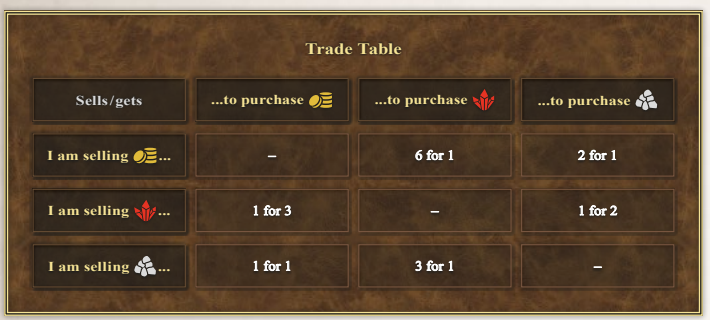 Trade Table
Sells/gets ...to purchase ...to purchase ...to purchase
I am selling ... – 6 for 1 2 for 1
I am selling ... 1 for 3 – 1 for 2
I am selling ... 1 for 1 3 for 1 –